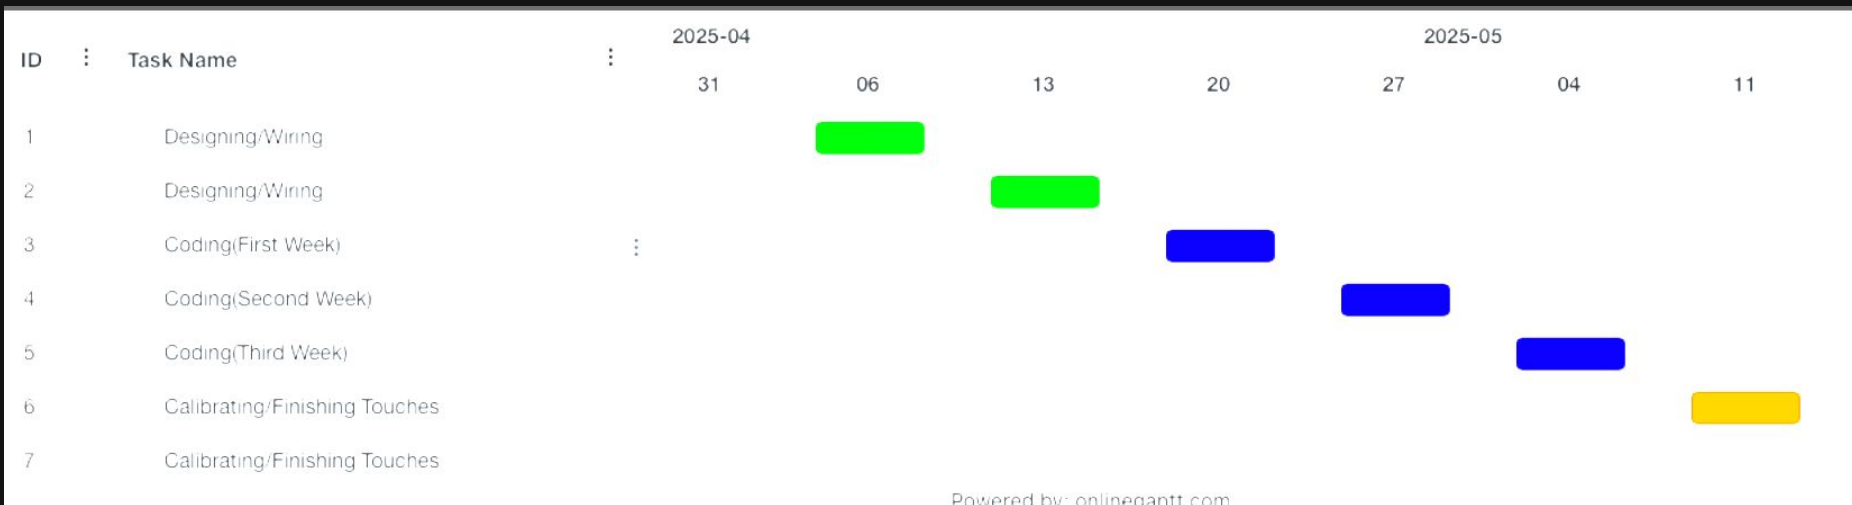 2025-04 2025-05
ID Task Name
31 06 13 20 27 04 11
1 Designing/Wiring
2 Designing/Wiring
3 Coding(First Week)
4 Coding(Second Week)
5 Coding(Third Week)
6 Calibrating/Finishing Touches
7 Calibrating/Finishing Touches
Powered by: onlinegantt.com